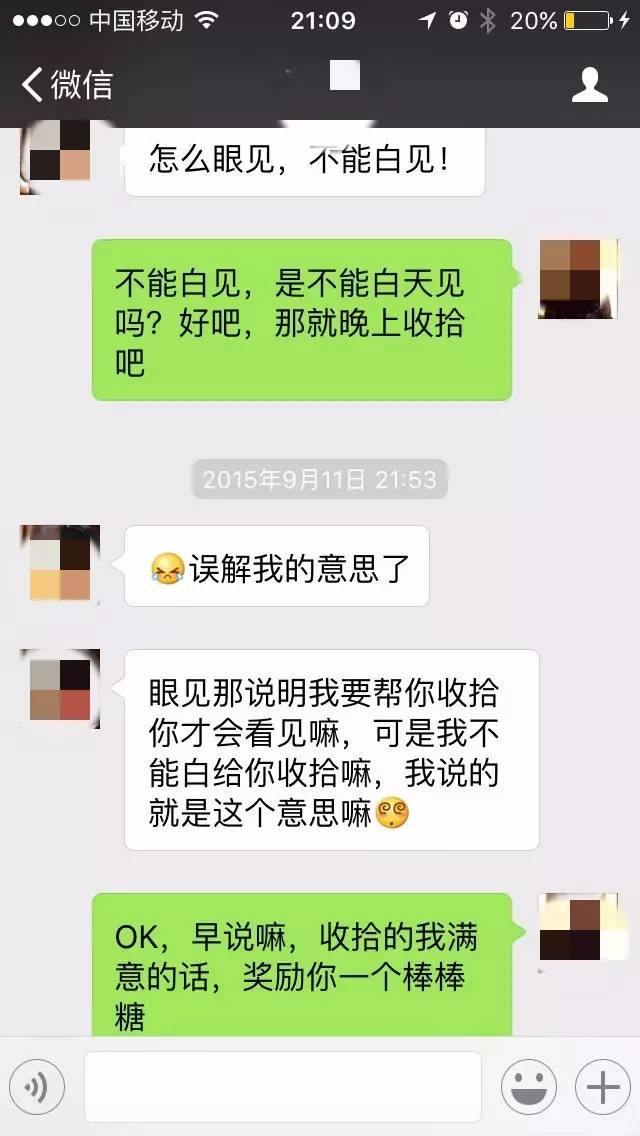 中国移动 21:09 20%
微信
怎么眼见，不能白见！
不能白见，是不能白天见
吗？好吧，那就晚上收拾
吧
2015年9月11日 21:53
😹误解我的意思了
眼见那说明我要帮你收拾
你才会看见嘛，可是我不
能白给你收拾嘛，我说的
就是这个意思嘛😵
OK，早说嘛，收拾的我满
意的话，奖励你一个棒棒
糖